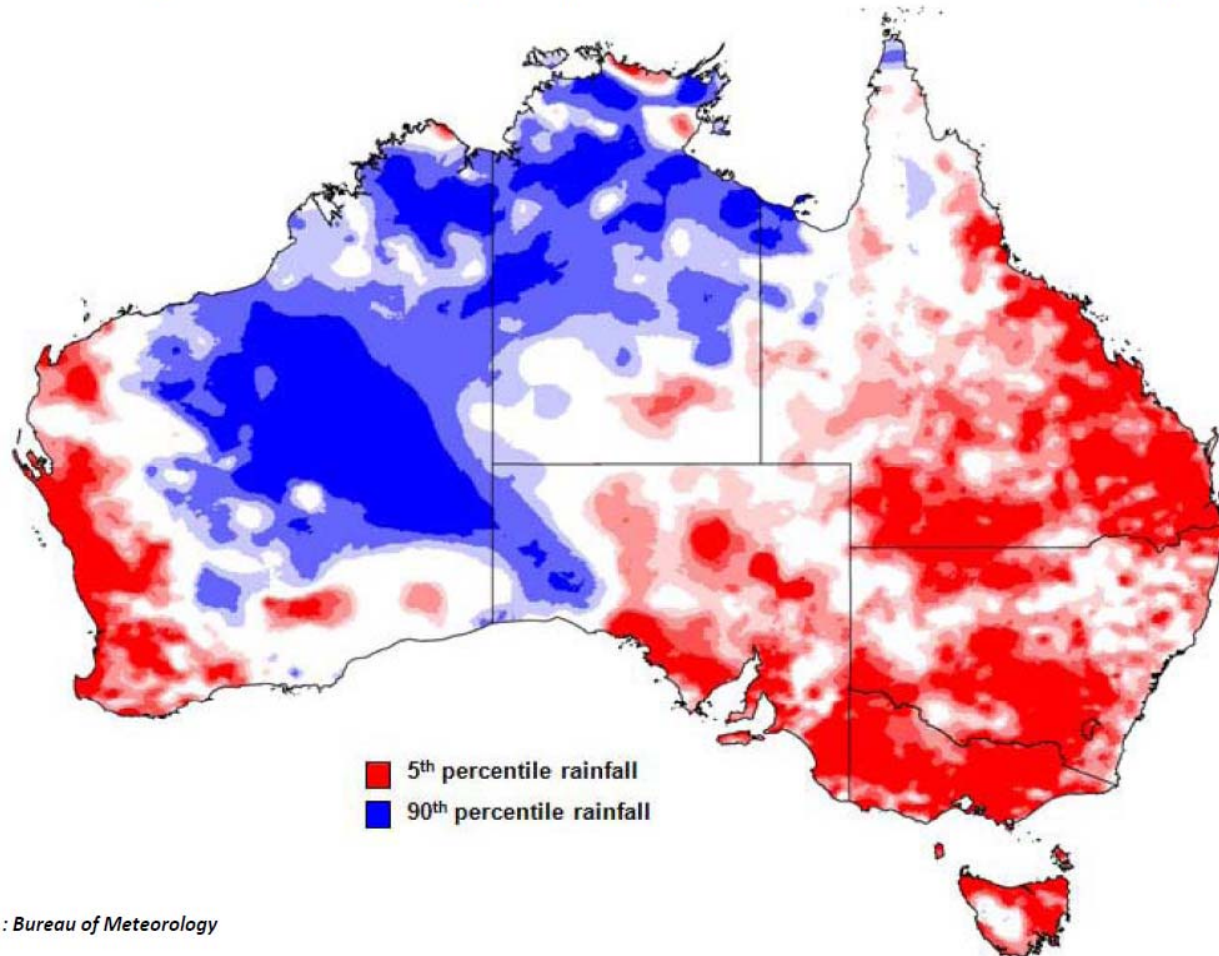 5th percentile rainfall
90th percentile rainfall
: Bureau of Meteorology